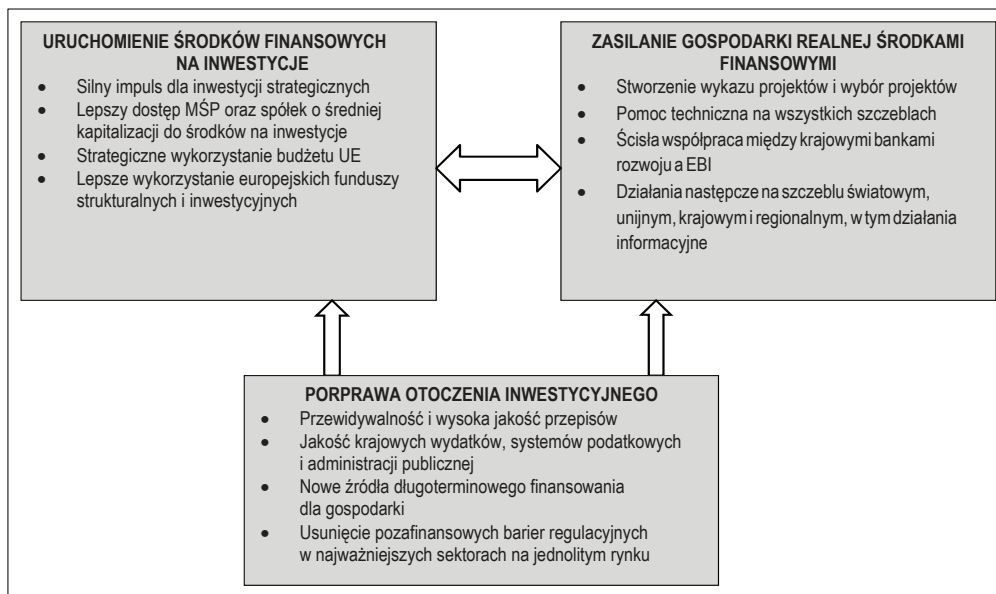 URUCHOMIENIE ŚRODKÓW FINANSOWYCH
NA INWESTYCJE
• Silny impuls dla inwestycji strategicznych
• Lepszy dostęp MŚP oraz spółek o średniej
kapitalizacji do środków na inwestycje
• Strategiczne wykorzystanie budżetu UE
• Lepsze wykorzystanie europejskich funduszy
strukturalnych i inwestycyjnych
ZASILANIE GOSPODARKI REALNEJ ŚRODKAMI
FINANSOWYMI
• Stworzenie wykazu projektów i wybór projektów
• Pomoc techniczna na wszystkich szczeblach
• Ścisła współpraca między krajowymi bankami
rozwoju a EBI
• Działania następcze na szczeblu światowym,
unijnym, krajowym i regionalnym, w tym działania
informacyjne
PORPRAWA OTOCZENIA INWESTYCYJNEGO
• Przewidywalność i wysoka jakość przepisów
• Jakość krajowych wydatków, systemów podatkowych
i administracji publicznej
• Nowe źródła długoterminowego finansowania
dla gospodarki
• Usunięcie pozafinansowych barier regulacyjnych
w najważniejszych sektorach na jednolitym rynku